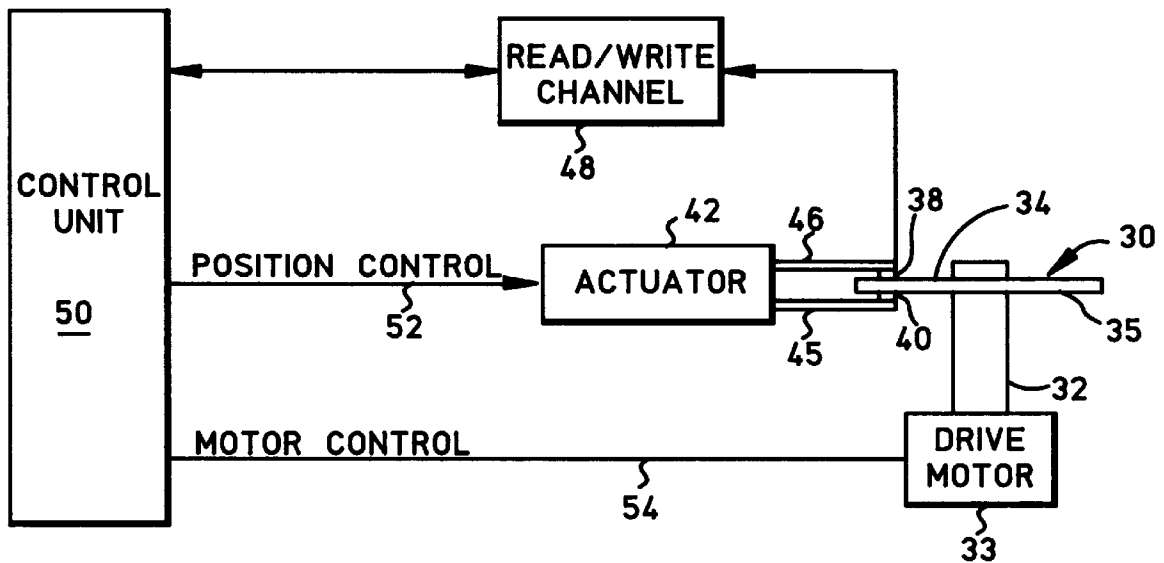 READ/WRITE
CHANNEL
48
CONTROL
UNIT
50
POSITION CONTROL
52
42
ACTUATOR
46
45
38
34
30
40
35
32
MOTOR CONTROL
54
DRIVE
MOTOR
33